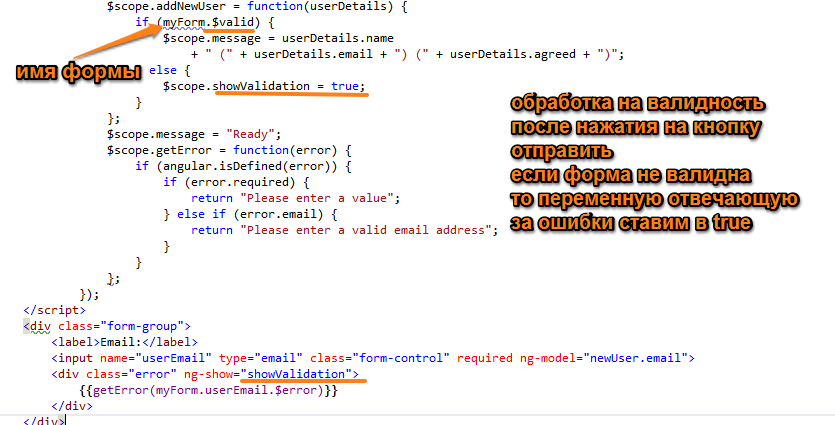 $scope.addNewUser = function(userDetails) {
if (myForm.$valid) {
$scope.message = userDetails.name
+ " (" + userDetails.email + ") (" + userDetails.agreed + ")";
имя формы else {
$scope.showValidation = true;
}
};
$scope.message = "Ready";
$scope.getError = function(error) {
if (angular.isDefined(error)) {
if (error.required) {
return "Please enter a value";
} else if (error.email) {
return "Please enter a valid email address";
}
}
};
});
</script>
<div class="form-group">
<label>Email:</label>
<input name="userEmail" type="email" class="form-control" required ng-model="newUser.email">
<div class="error" ng-show="showValidation">
{{getError(myForm.userEmail.$error)}}
</div>
</div>
обработка на валидность
после нажатия на кнопку
отправить
если форма не валидна
то переменную отвечающую
за ошибки ставим в true